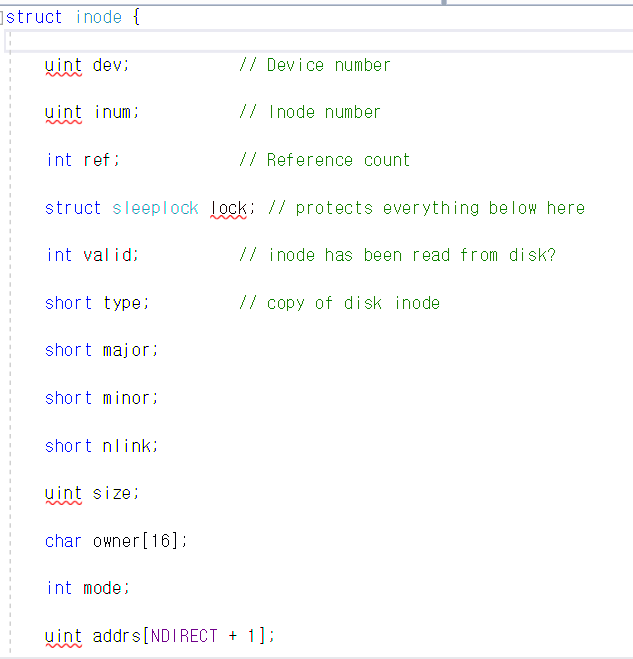 struct inode {
uint dev; // Device number
uint inum; // Inode number
int ref; // Reference count
struct sleeplock lock; // protects everything below here
int valid; // inode has been read from disk?
short type; // copy of disk inode
short major;
short minor;
short nlink;
uint size;
char owner[16];
int mode;
uint addrs[NDIRECT + 1];